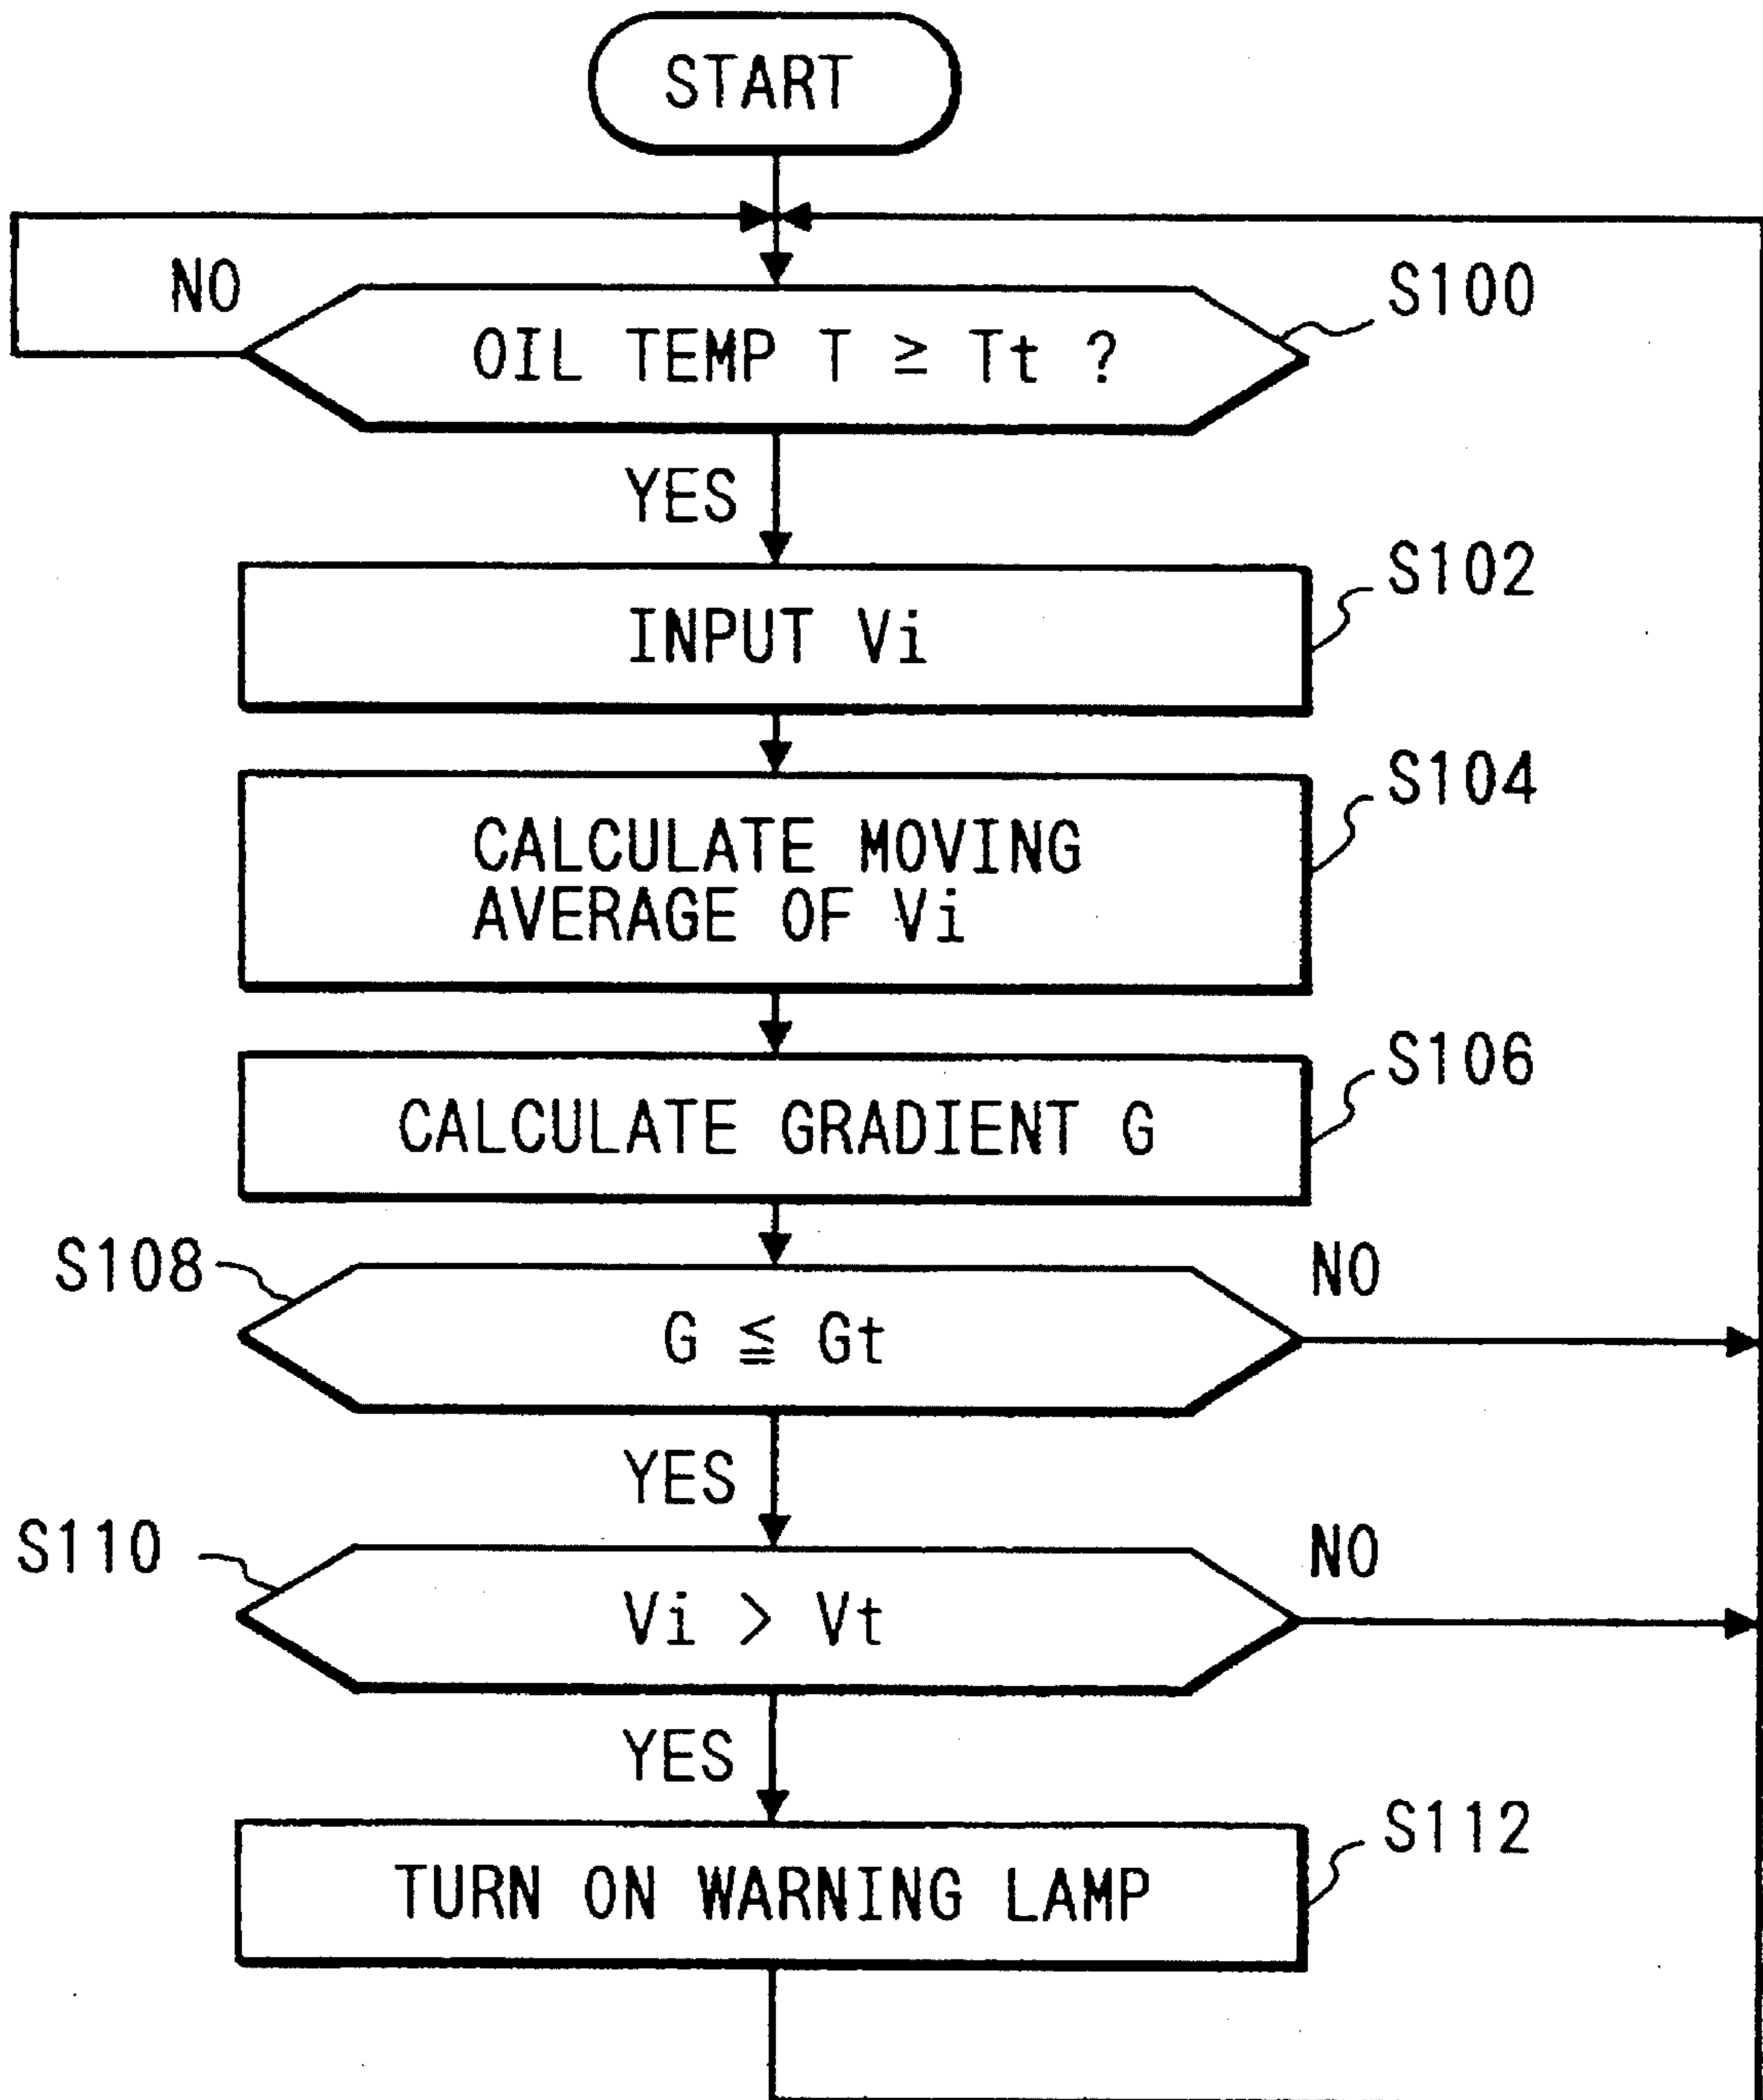 START
NO
S100
OIL TEMP T ≥ Tt ?
YES
S102
INPUT Vi
S104
CALCULATE MOVING
AVERAGE OF Vi
S106
CALCULATE GRADIENT G
S108
NO
G ≦ Gt
YES
S110
NO
Vi > Vt
YES
S112
TURN ON WARNING LAMP